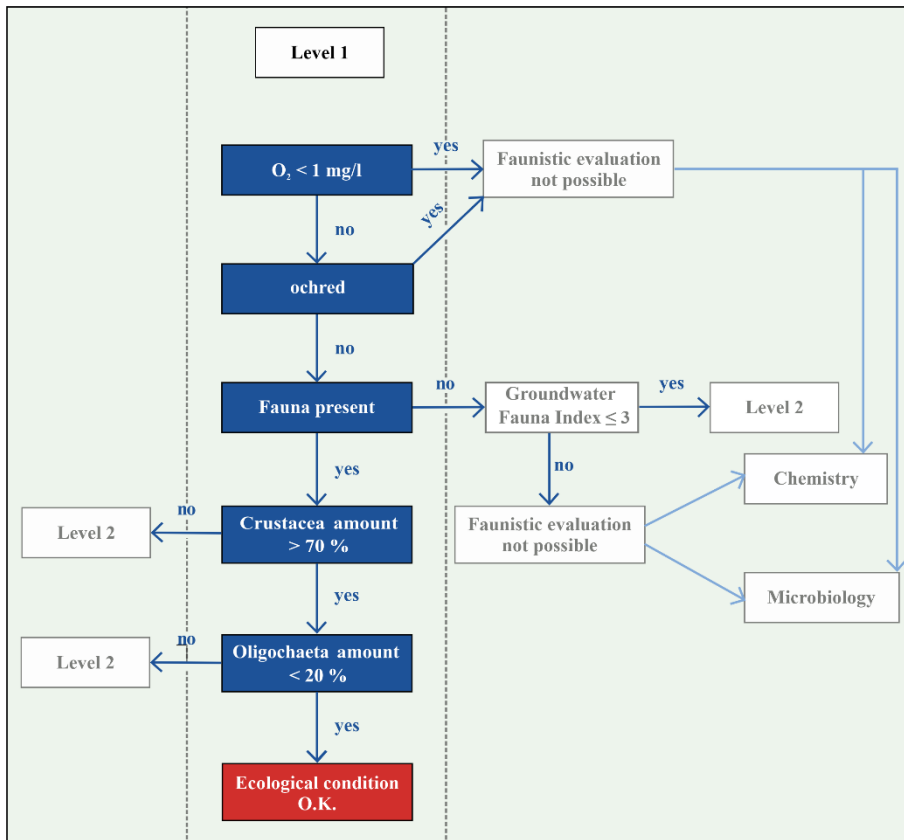 Level 1
yes
O₂ < 1 mg/l
Faunistic evaluation
not possible
yes
no
ochred
no
Fauna present
no
Groundwater
Fauna Index ≤ 3
yes
Level 2
yes
no
Chemistry
Level 2
no
Crustacea amount
> 70 %
Faunistic evaluation
not possible
yes
Microbiology
Level 2
no
Oligochaeta amount
< 20 %
yes
Ecological condition
O.K.